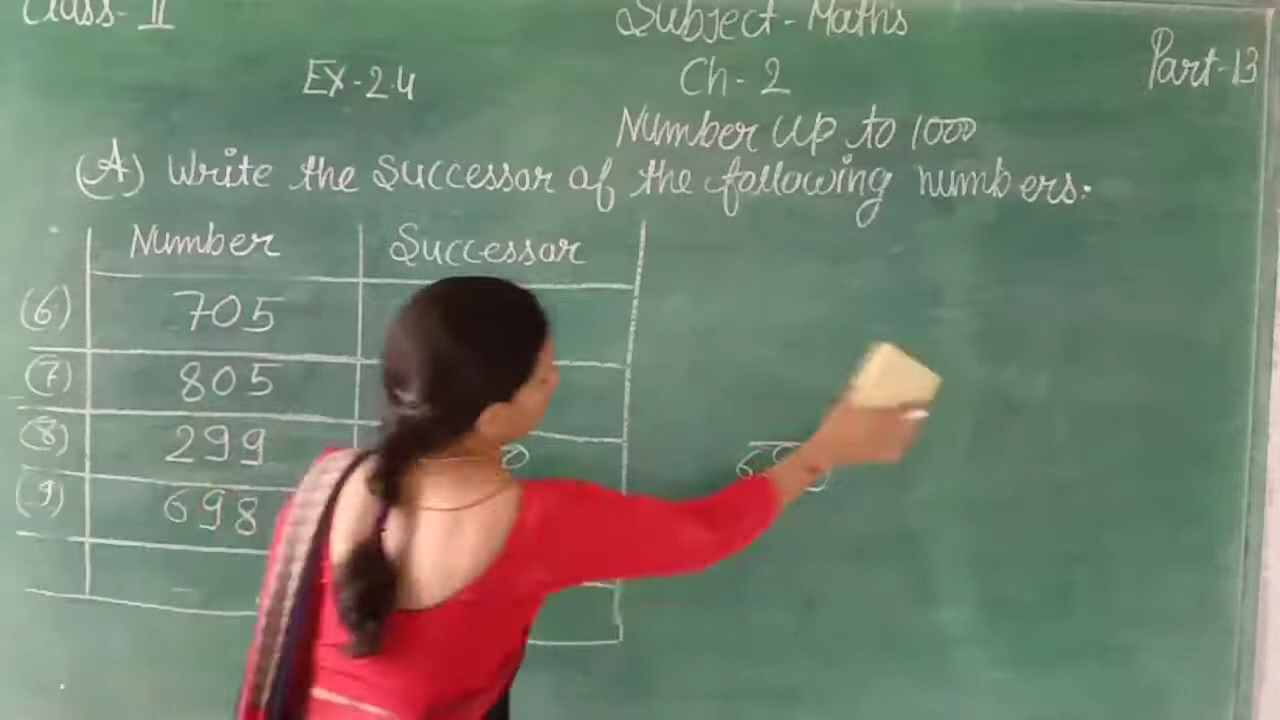 Class- II
Subject - Maths
Part-13
Ex-2.4
Ch- 2
Number up to 1000
(A) Write the successor of the following numbers.
Number Successor
(6) 705
(7) 805
(8) 299
(9) 698